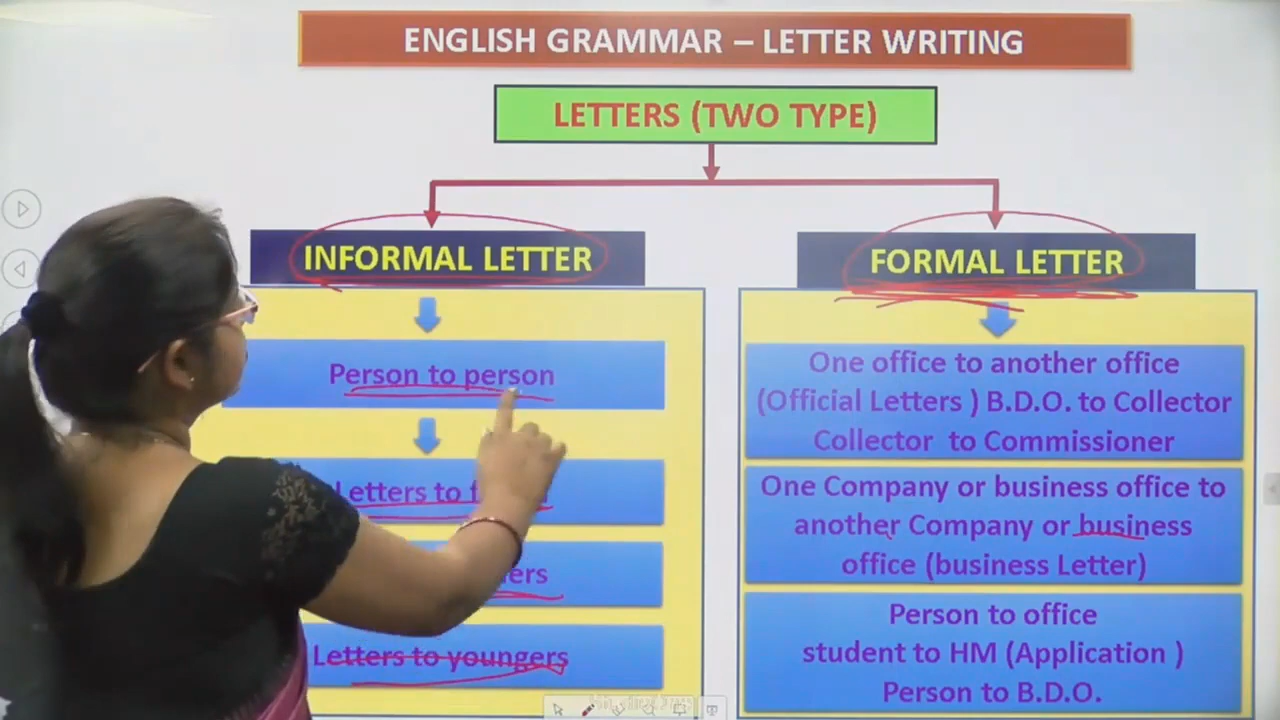 ENGLISH GRAMMAR – LETTER WRITING
LETTERS (TWO TYPE)
INFORMAL LETTER
Person to person
Letters to
Letters to youngers
FORMAL LETTER
One office to another office
(Official Letters ) B.D.O. to Collector
Collector to Commissioner
One Company or business office to
another Company or business
office (business Letter)
Person to office
student to HM (Application )
Person to B.D.O.